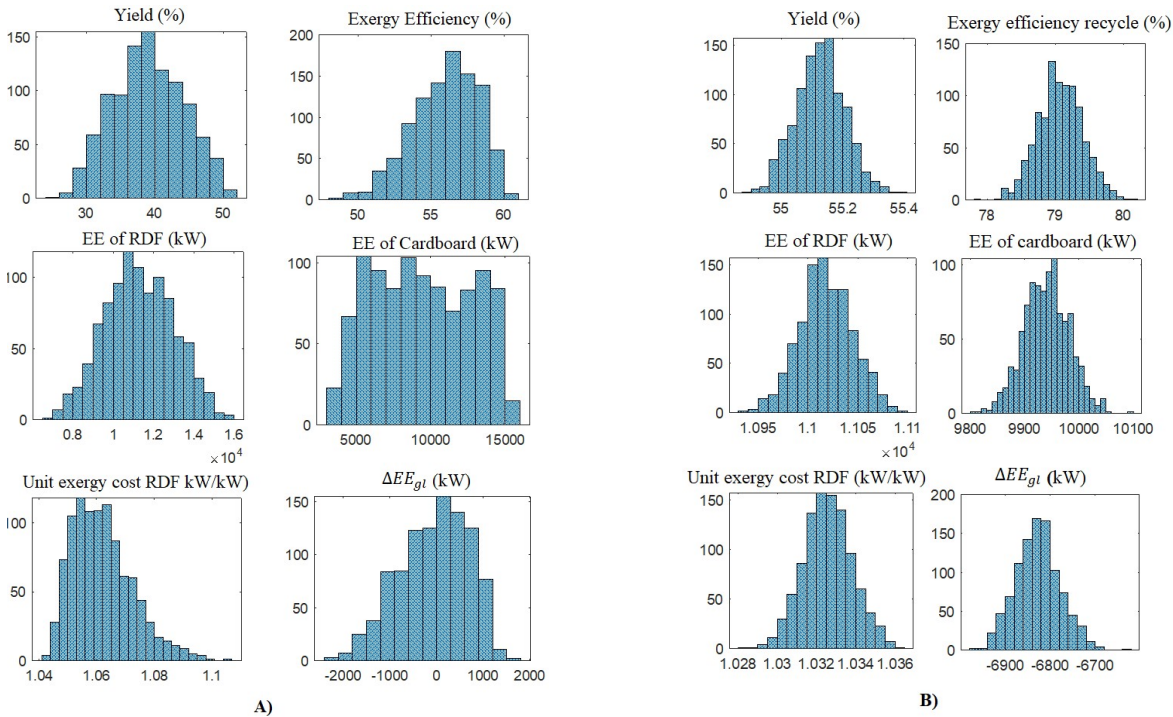 Yield (%)
150
100
50
0
30 40 50
Exergy Efficiency (%)
200
150
100
50
0
50 55 60
EE of RDF (kW)
100
50
0
0.8 1 1.2 1.4 1.6
×10⁴
EE of Cardboard (kW)
100
50
0
5000 10000 15000
Unit exergy cost RDF kW/kW)
100
50
0
1.04 1.06 1.08 1.1
ΔEE_gl (kW)
150
100
50
0
-2000 -1000 0 1000 2000
A)
Yield (%)
150
100
50
0
55 55.2 55.4
Exergy efficiency recycle (%)
150
100
50
0
78 79 80
EE of RDF (kW)
150
100
50
0
1.095 1.1 1.105 1.11
×10⁴
EE of cardboard (kW)
100
50
0
9800 9900 10000 10100
Unit exergy cost RDF (kW/kW)
150
100
50
0
1.028 1.03 1.032 1.034 1.036
ΔEE_gl (kW)
200
150
100
50
0
-6900 -6800 -6700
B)